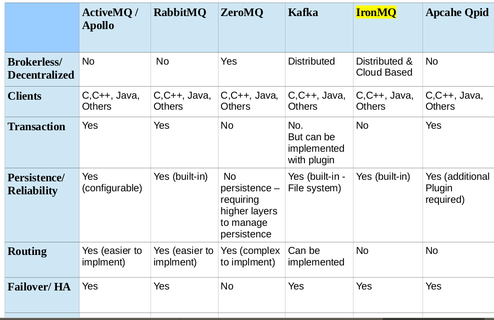 ActiveMQ / RabbitMQ ZeroMQ Kafka IronMQ Apcahe Qpid
Apollo
Brokerless/ No No Yes Distributed Distributed & No
Decentralized Cloud Based
Clients C,C++, Java, C,C++, Java, C,C++, Java, C,C++, Java, C,C++, Java, C,C++, Java,
Others Others Others Others Others Others
Transaction Yes Yes No No. No Yes
But can be
implemented
with plugin
Persistence/ Yes Yes (built-in) No Yes (built-in - Yes (built-in) Yes (additional
Reliability (configurable) persistence – File system) Plugin
requiring required)
higher layers
to manage
persistence
Routing Yes (easier to Yes (easier to Yes (complex Can be No No
implment) implment) to implment) implemented
Failover/ HA Yes Yes No Yes Yes Yes